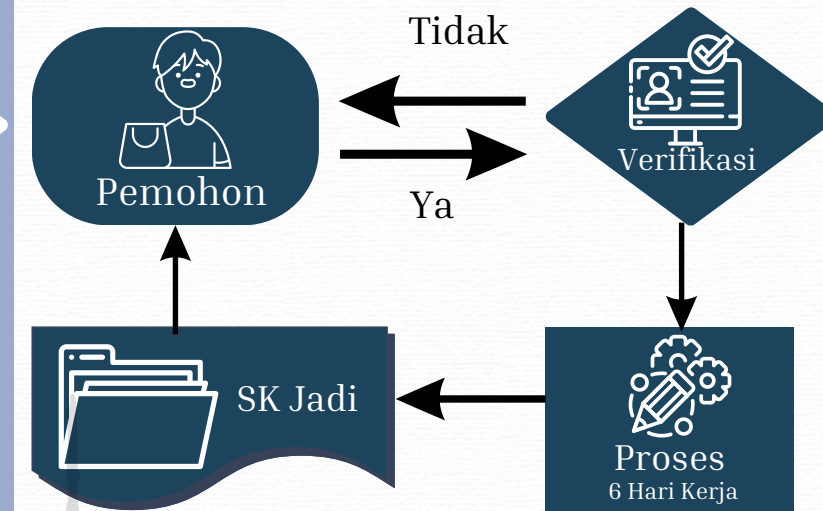 Tidak
Pemohon
Verifikasi
Ya
SK Jadi
Proses
6 Hari Kerja